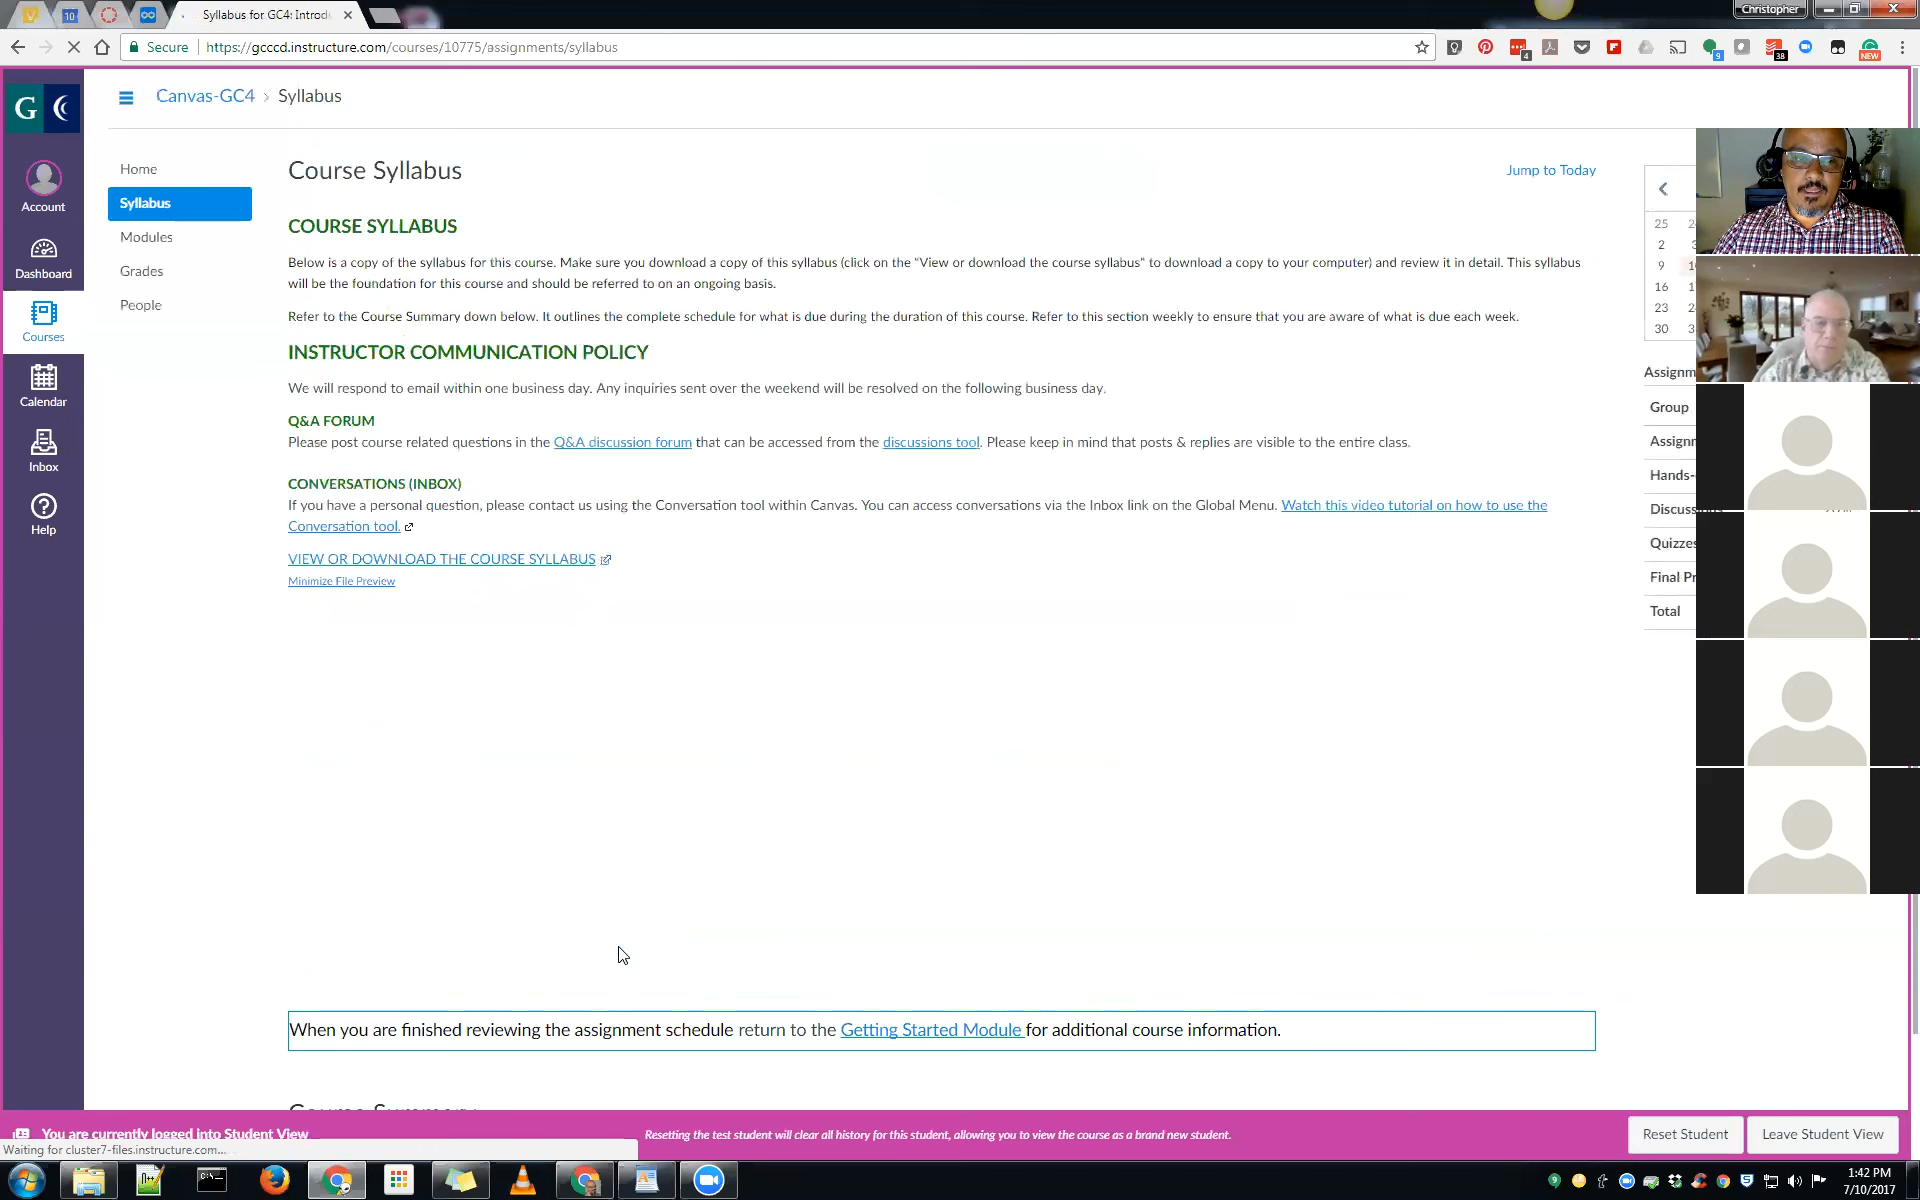 Syllabus for GC4: Introd
Christopher
Secure
https://gcccd.instructure.com/courses/10775/assignments/syllabus
Canvas-GC4 > Syllabus
Account
Dashboard
Courses
Calendar
Inbox
Help
Home
Syllabus
Modules
Grades
People
Course Syllabus
Jump to Today
COURSE SYLLABUS
Below is a copy of the syllabus for this course. Make sure you download a copy of this syllabus (click on the “View or download the course syllabus” to download a copy to your computer) and review it in detail. This syllabus
will be the foundation for this course and should be referred to on an ongoing basis.
Refer to the Course Summary down below. It outlines the complete schedule for what is due during the duration of this course. Refer to this section weekly to ensure that you are aware of what is due each week.
INSTRUCTOR COMMUNICATION POLICY
We will respond to email within one business day. Any inquiries sent over the weekend will be resolved on the following business day.
Q&A FORUM
Please post course related questions in the Q&A discussion forum that can be accessed from the discussions tool. Please keep in mind that posts & replies are visible to the entire class.
CONVERSATIONS (INBOX)
If you have a personal question, please contact us using the Conversation tool within Canvas. You can access conversations via the Inbox link on the Global Menu. Watch this video tutorial on how to use the
Conversation tool.
VIEW OR DOWNLOAD THE COURSE SYLLABUS
Minimize File Preview
25
2
9
16
23
30
Assignm
Group
Assignm
Hands-
Discuss
Quizzes
Final Pr
Total
When you are finished reviewing the assignment schedule return to the Getting Started Module for additional course information.
Course Summary
You are currently logged into Student View
Resetting the test student will clear all history for this student, allowing you to view the course as a brand new student.
Reset Student
Leave Student View
Waiting for cluster7-files.instructure.com...
1:42 PM
7/10/2017